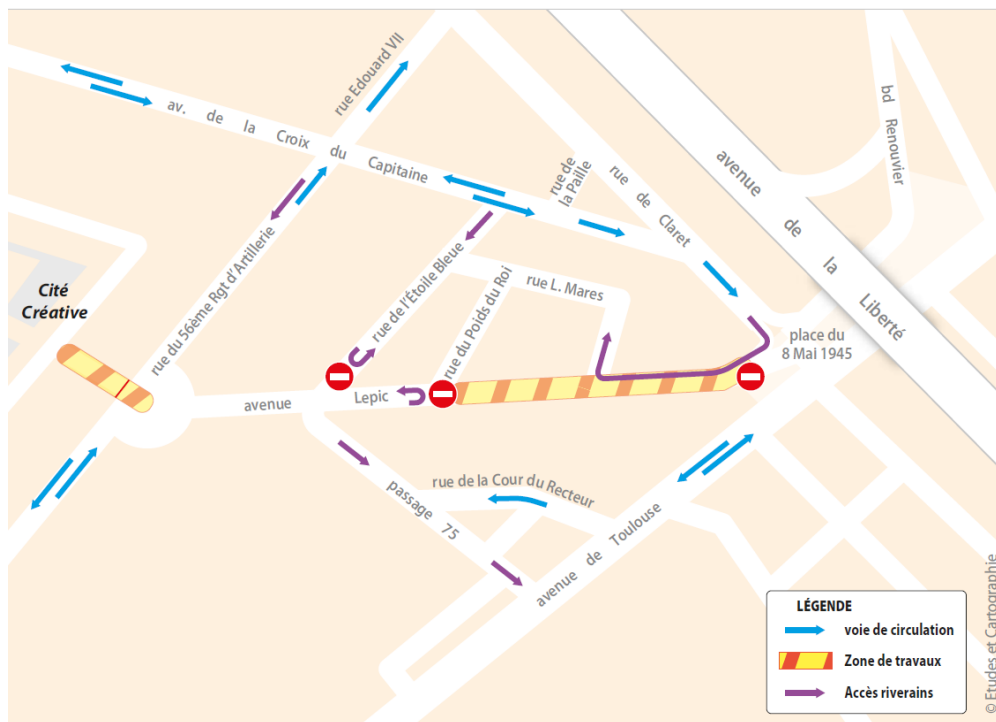 rue Edouard VII
av. de la Croix du Capitaine
rue de
la Paille
rue de Claret
avenue de la Liberté
bd Renouvier
Cité
Créative
rue du 56ème Rgt d'Artillerie
rue de l'Étoile Bleue
rue du Poids du Roi
rue L. Mares
place du
8 Mai 1945
avenue Lepic
passage 75
rue de la Cour du Recteur
avenue de Toulouse
LÉGENDE
voie de circulation
Zone de travaux
Accès riverains
© Etudes et Cartographie